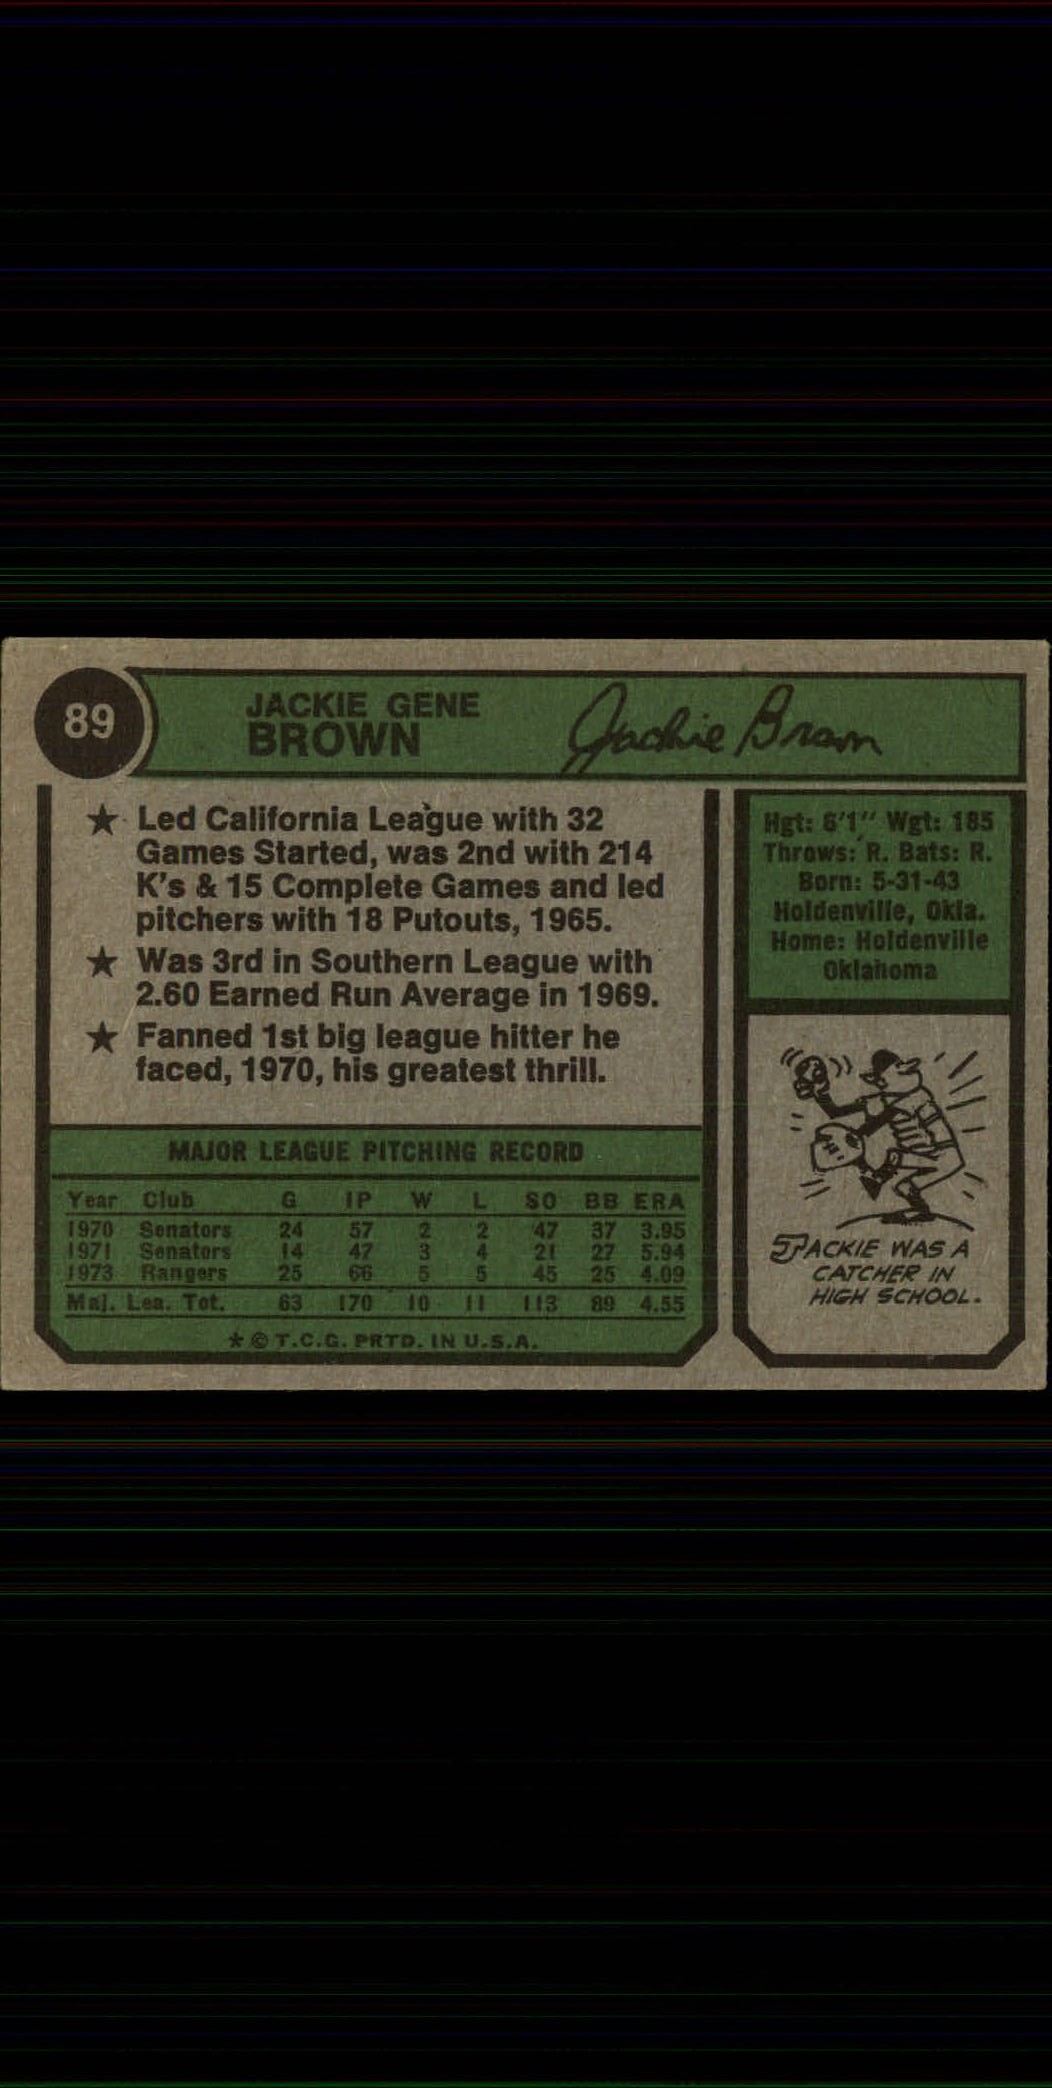 89
JACKIE GENE
BROWN
Jackie Brown
★ Led California League with 32
Games Started, was 2nd with 214
K's & 15 Complete Games and led
pitchers with 18 Putouts, 1965.
★ Was 3rd in Southern League with
2.60 Earned Run Average in 1969.
★ Fanned 1st big league hitter he
faced, 1970, his greatest thrill.
MAJOR LEAGUE PITCHING RECORD
Year Club G IP W L SO BB ERA
1970 Senators 24 57 2 2 47 37 3.95
1971 Senators 14 47 3 4 21 27 5.94
1973 Rangers 25 66 5 5 45 25 4.09
Maj. Lea. Tot. 63 170 10 11 113 89 4.55
* © T.C.G. PRTD. IN U.S.A.
Hgt: 6'1" Wgt: 185
Throws: R. Bats: R.
Born: 5-31-43
Holdenville, Okla.
Home: Holdenville
Oklahoma
JACKIE WAS A
CATCHER IN
HIGH SCHOOL.